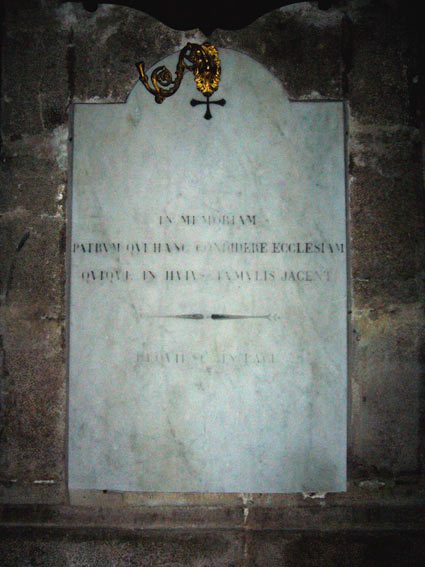 IN MEMORIAM
PATRVM QVI HANC CONDIDERE ECCLESIAM
QVIQVE IN HVIVS TVMVLIS JACENT
IN PACE